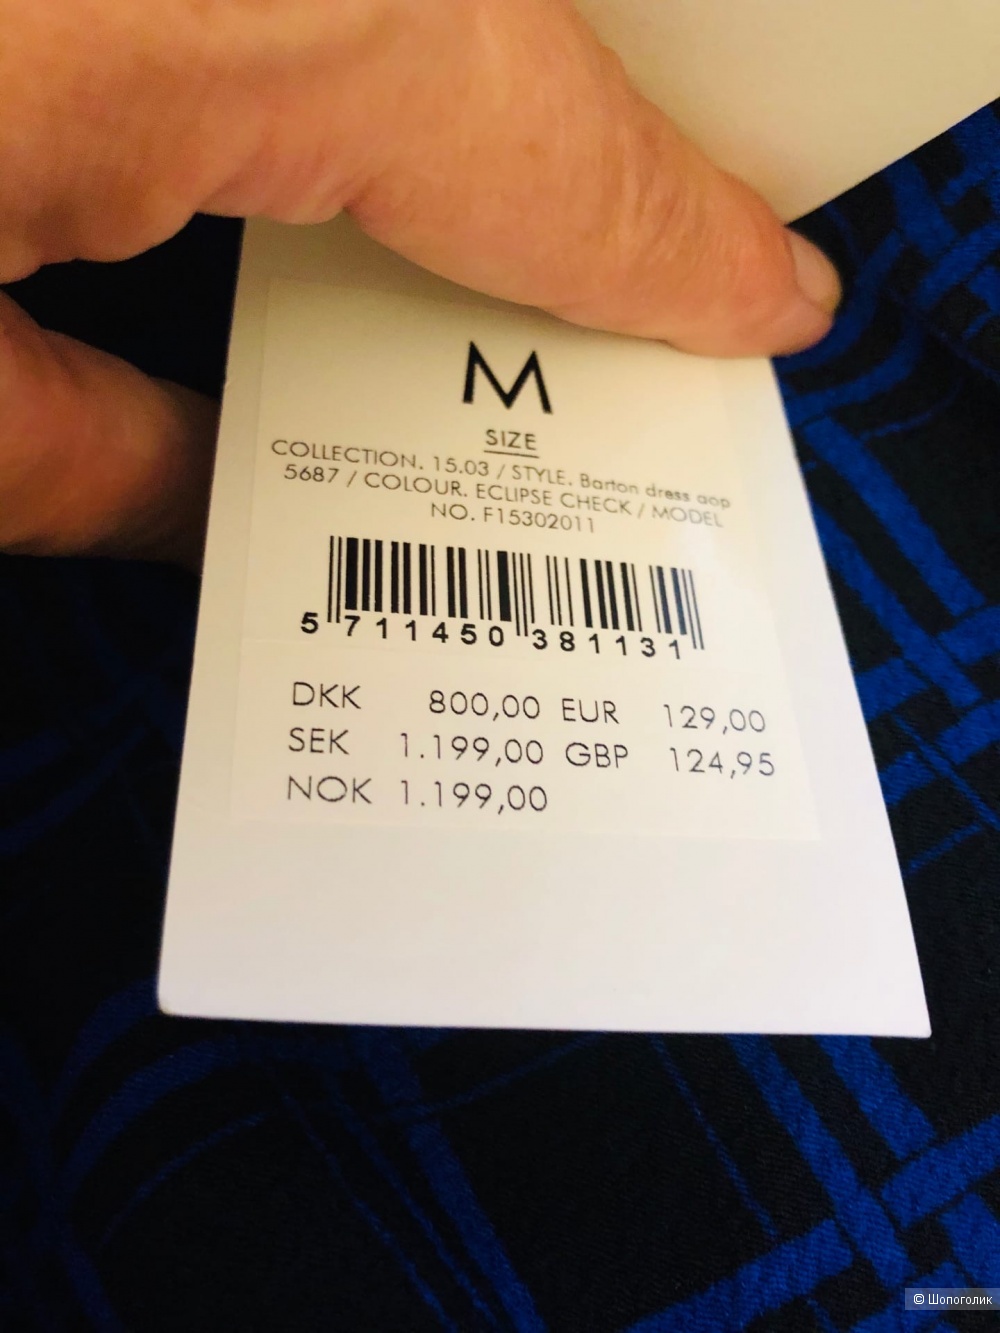 M
SIZE
COLLECTION. 15.03 / STYLE. Barton dress aop
5687 / COLOUR. ECLIPSE CHECK / MODEL
NO. F15302011
5 711450 381131
DKK 800,00 EUR 129,00
SEK 1.199,00 GBP 124,95
NOK 1.199,00
© Шопоголик